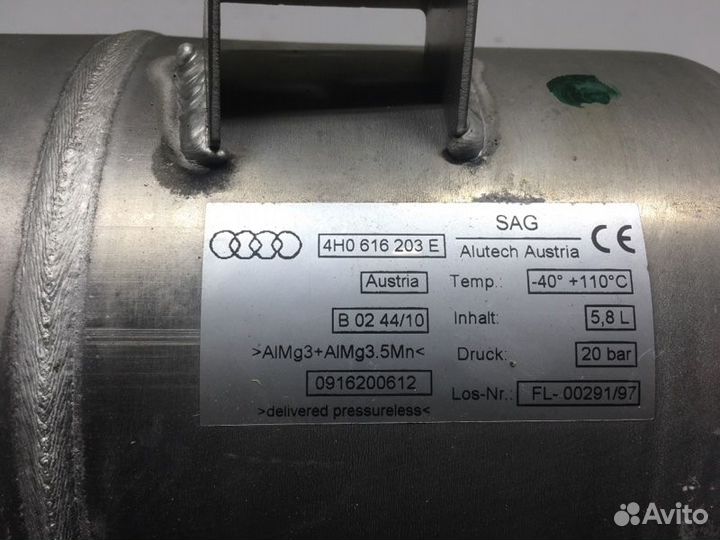 4H0 616 203 E
SAG
Alutech Austria
CE
Austria
Temp.: -40° +110°C
B 02 44/10
Inhalt: 5,8 L
>AlMg3+AlMg3.5Mn<
Druck: 20 bar
0916200612
Los-Nr.: FL- 00291/97
>delivered pressureless<
Avito